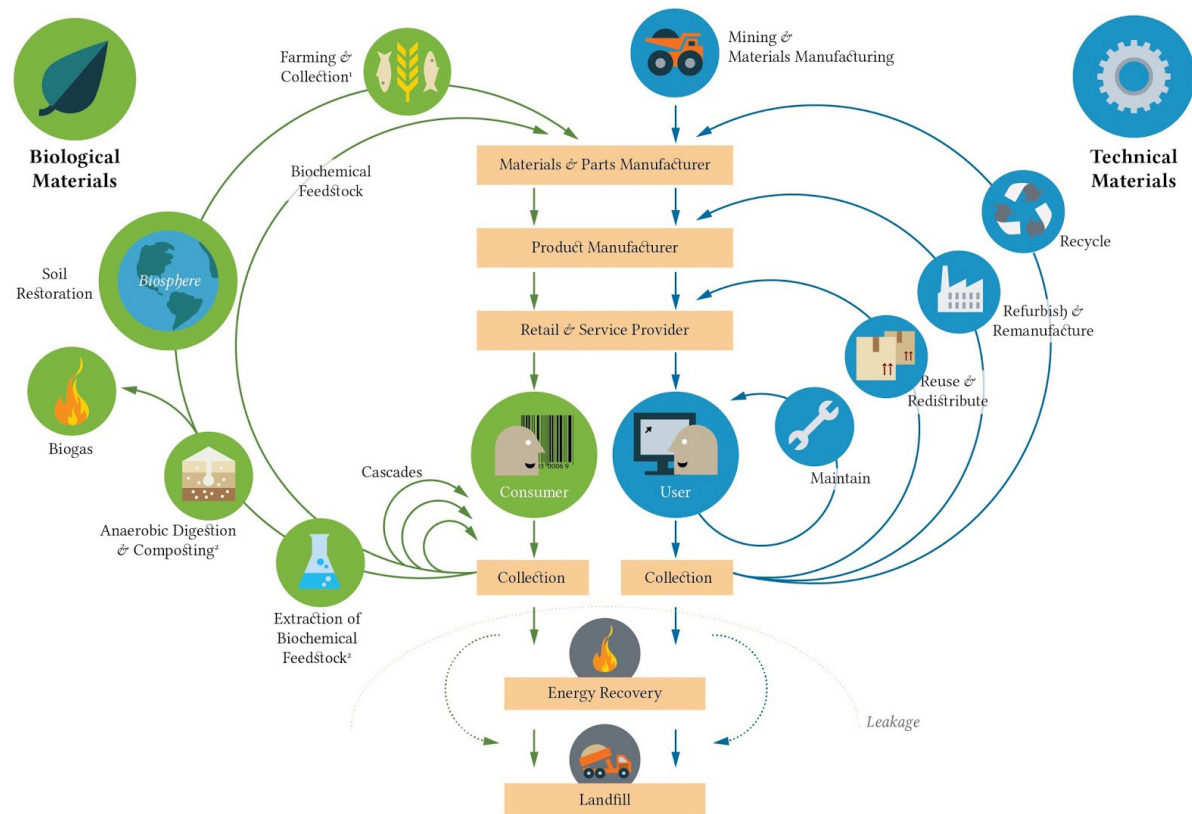 Farming &
Collection¹
Mining &
Materials Manufacturing
Biological
Materials
Technical
Materials
Biochemical
Feedstock
Materials & Parts Manufacturer
Recycle
Product Manufacturer
Soil
Restoration
Biosphere
Refurbish &
Remanufacture
Retail & Service Provider
Reuse &
Redistribute
Biogas
Cascades
Consumer
User
Maintain
Anaerobic Digestion
& Composting²
Collection
Collection
Extraction of
Biochemical
Feedstock²
Energy Recovery
Leakage
Landfill